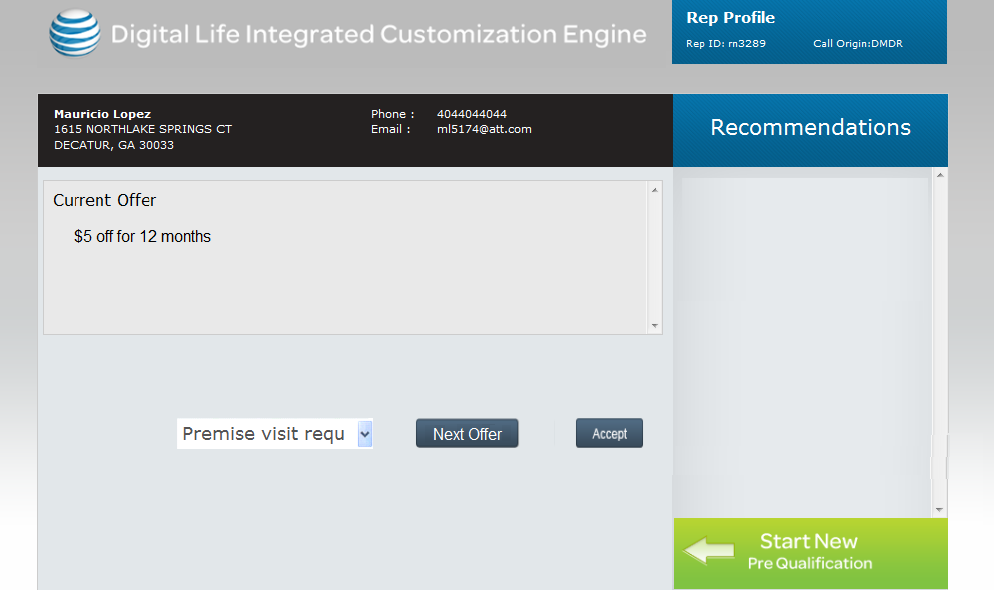 Digital Life Integrated Customization Engine
Rep Profile
Rep ID: rn3289 Call Origin:DMDR
Mauricio Lopez
1615 NORTHLAKE SPRINGS CT
DECATUR, GA 30033
Phone : 4044044044
Email : ml5174@att.com
Recommendations
Current Offer
$5 off for 12 months
Premise visit requ
Next Offer
Accept
Start New
Pre Qualification